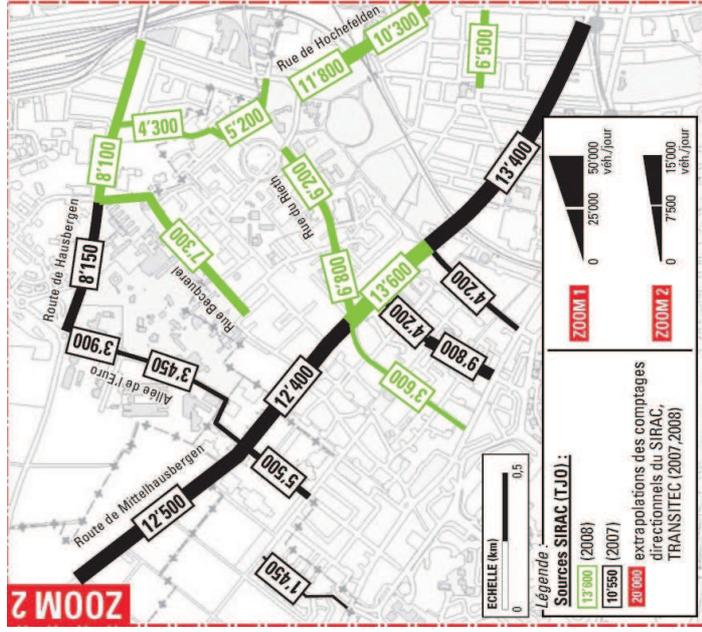 ZOOM 2
Route de Mittelhausbergen
12'500
1'450
5'500
12'400
Allée de l'Euro
3'450
3'900
Route de Hausbergen
8'150
8'100
4'300
5'200
Rue Becquerel
7'300
Rue du Rieth
6'200
6'800
Rue de Hochefelden
11'800
10'300
6'500
13'600
13'400
4'200
4'200
9'800
3'600
ECHELLE (km)
0 0,5
Légende :
Sources SIRAC (TJO) :
13'600 (2008)
10'550 (2007)
20'000 extrapolations des comptages
directionnels du SIRAC,
TRANSITEC (2007,2008)
ZOOM 1
0 25'000 50'000
véh./jour
ZOOM 2
0 7'500 15'000
véh./jour